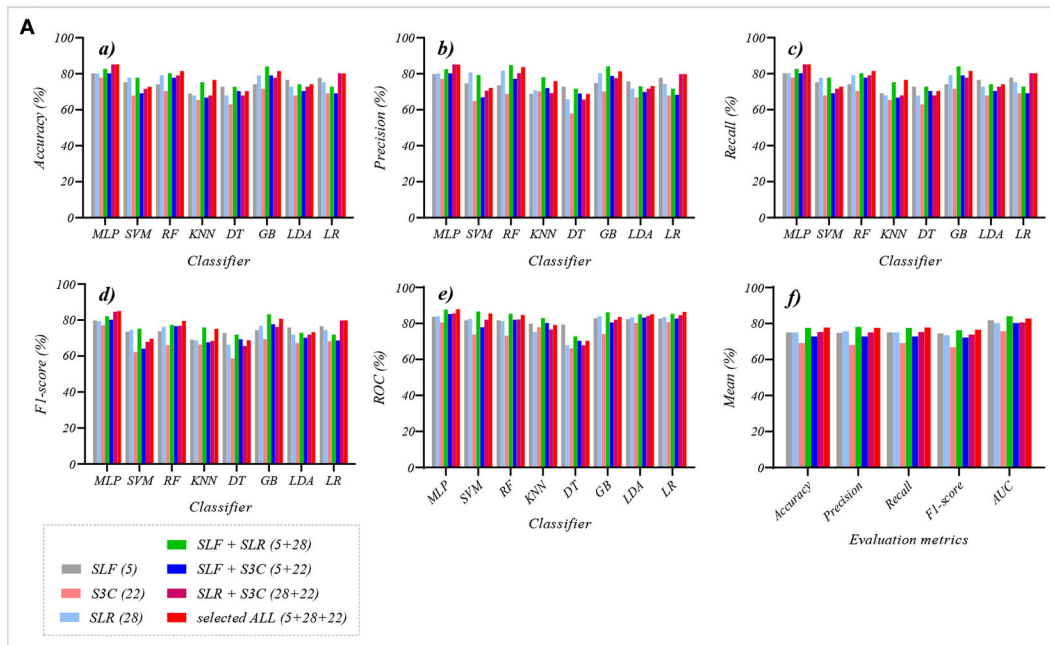 A
a)
Accuracy (%)
100
80
60
40
20
0
MLP SVM RF KNN DT GB LDA LR
Classifier
b)
Precision (%)
100
80
60
40
20
0
MLP SVM RF KNN DT GB LDA LR
Classifier
c)
Recall (%)
100
80
60
40
20
0
MLP SVM RF KNN DT GB LDA LR
Classifier
d)
F1-score (%)
100
80
60
40
20
0
MLP SVM RF KNN DT GB LDA LR
Classifier
e)
ROC (%)
100
80
60
40
20
0
MLP SVM RF KNN DT GB LDA LR
Classifier
f)
Mean (%)
100
80
60
40
20
0
Accuracy Precision Recall F1-score AUC
Evaluation metrics
SLF (5)
S3C (22)
SLR (28)
SLF + SLR (5+28)
SLF + S3C (5+22)
SLR + S3C (28+22)
selected ALL (5+28+22)